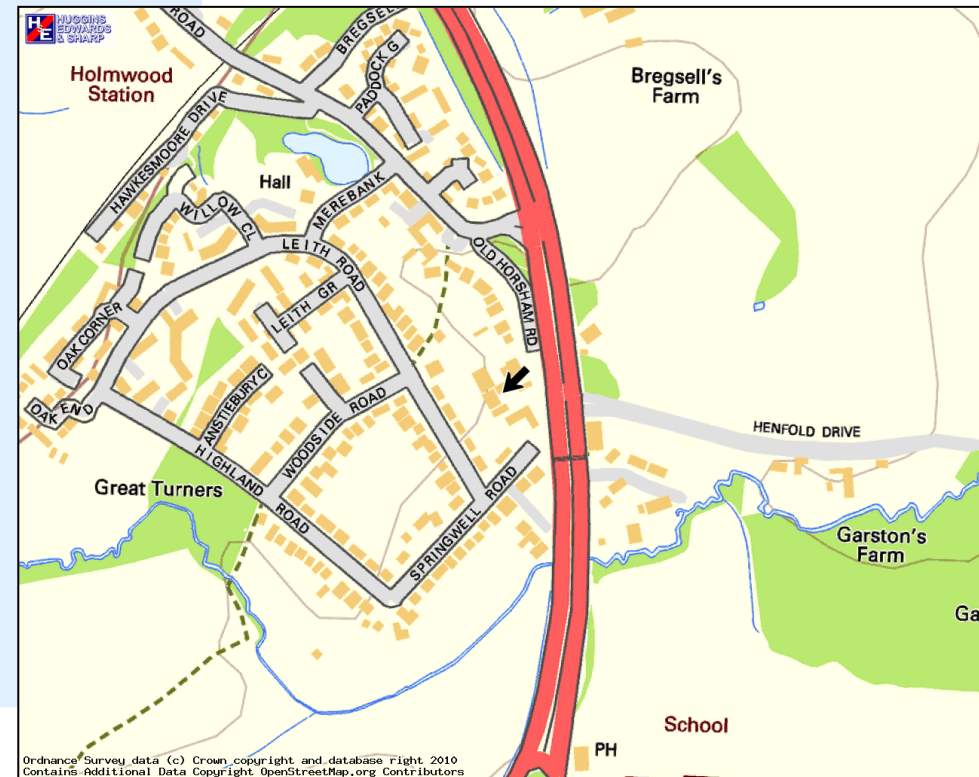 H
E
HUGGINS
EDWARDS
& SHARP
ROAD
BREGSELL
PADDOCK G
Holmwood
Station
Bregsell's
Farm
HAWKESMOORE DRIVE
Hall
MEREBANK
WILLOW CL
LEITH ROAD
OLD HORSHAM RD
LEITH GR
OAK CORNER
OAK END
ANSTIEBURY C
WOODSIDE ROAD
HENFOLD DRIVE
HIGHLAND ROAD
Great Turners
SPRINGWELL ROAD
Garston's
Farm
Ga
School
PH
Ordnance Survey data (c) Crown copyright and database right 2010
Contains Additional Data Copyright OpenStreetMap.org Contributors